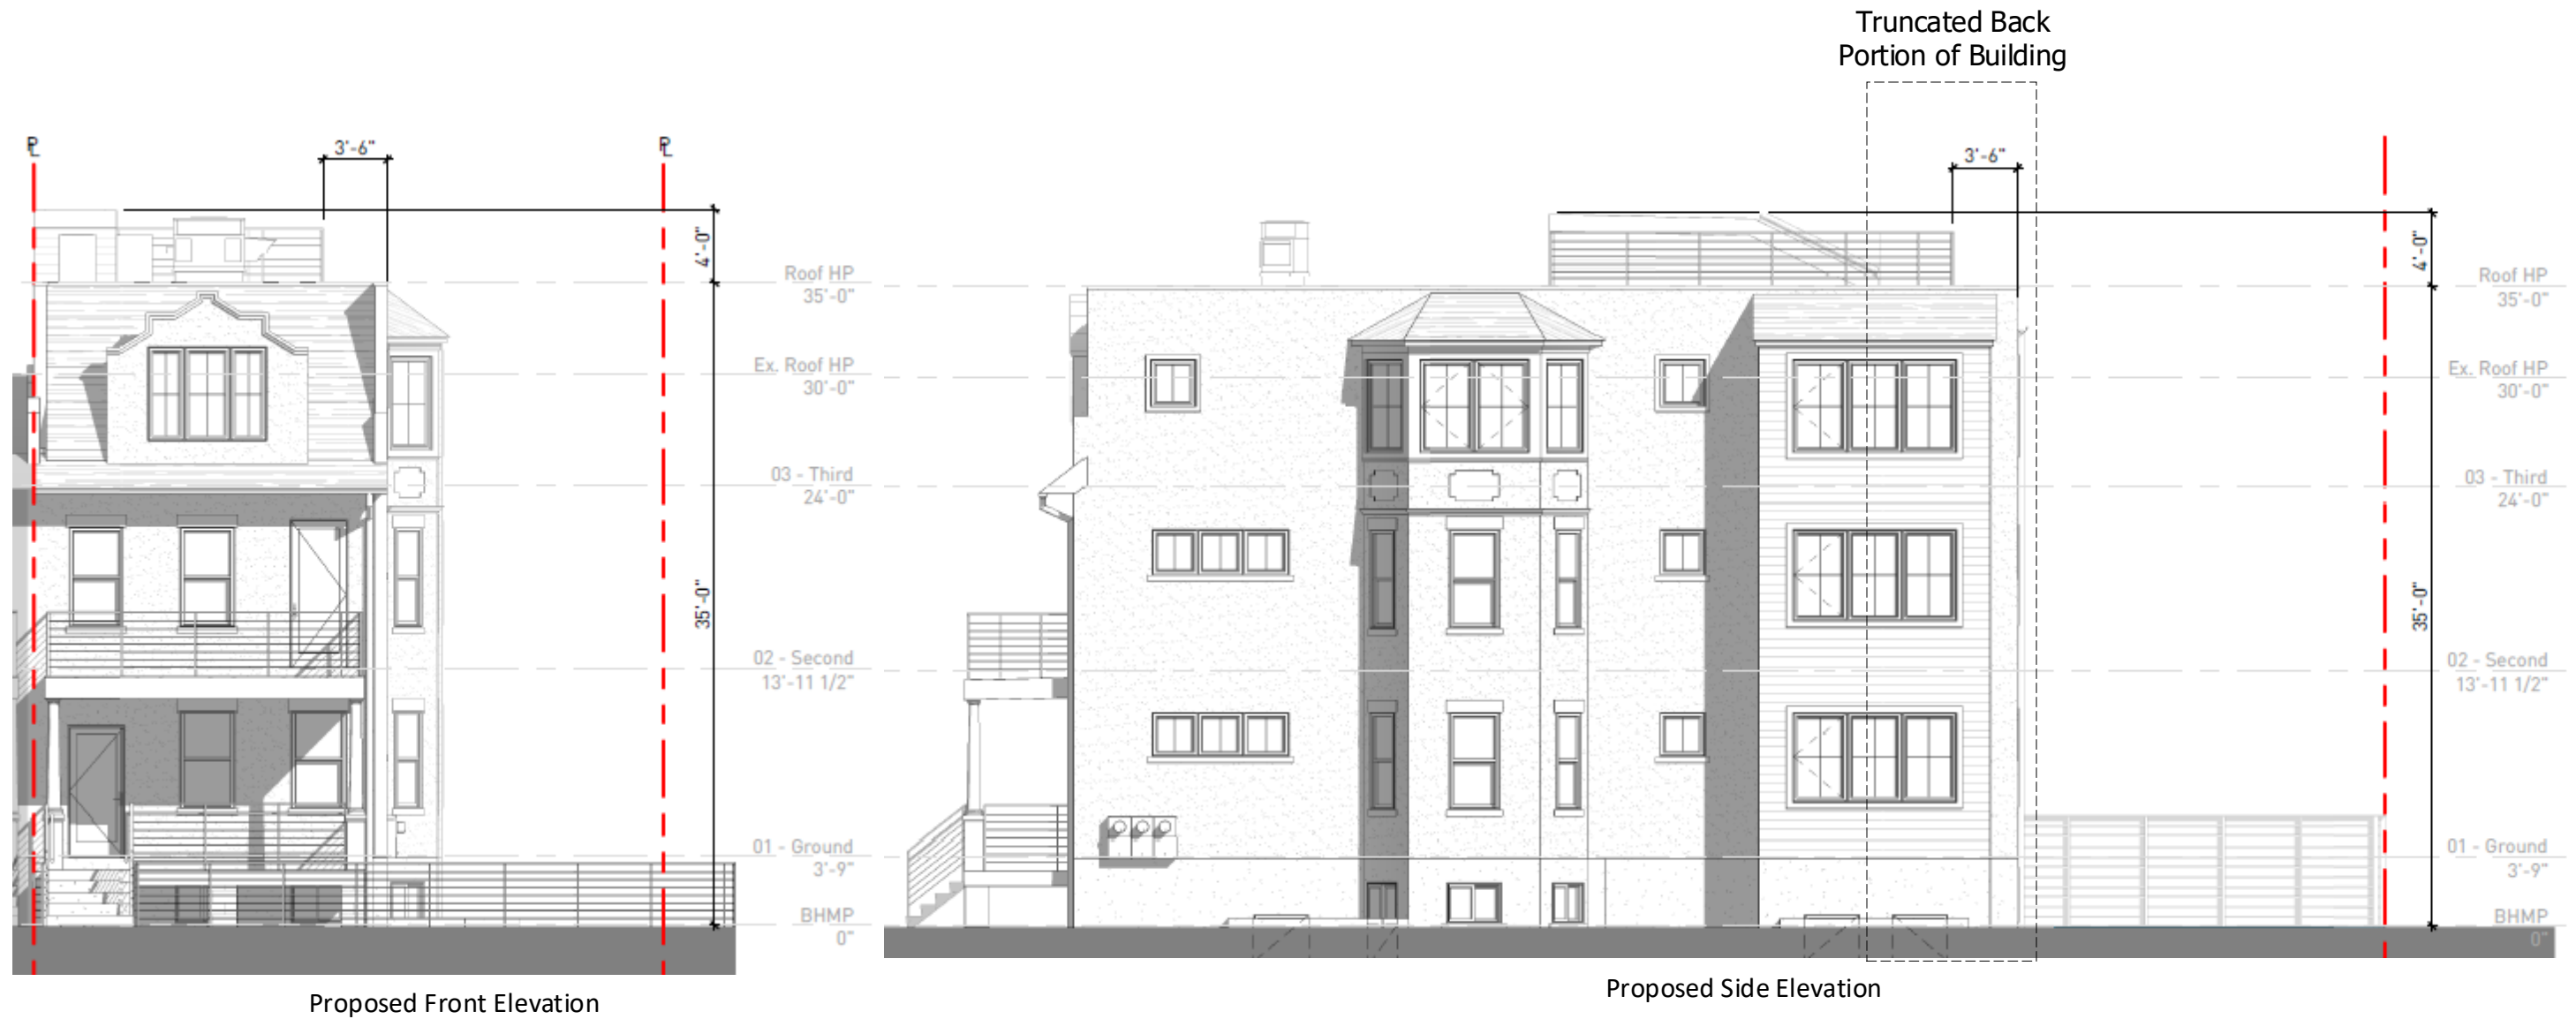 Truncated Back
Portion of Building
PL
3'-6"
PL
4'-0"
35'-0"
Roof HP
35'-0"
Ex. Roof HP
30'-0"
03 - Third
24'-0"
02 - Second
13'-11 1/2"
01 - Ground
3'-9"
BHMP
0"
Proposed Front Elevation
3'-6"
4'-0"
35'-0"
Roof HP
35'-0"
Ex. Roof HP
30'-0"
03 - Third
24'-0"
02 - Second
13'-11 1/2"
01 - Ground
3'-9"
BHMP
0"
Proposed Side Elevation